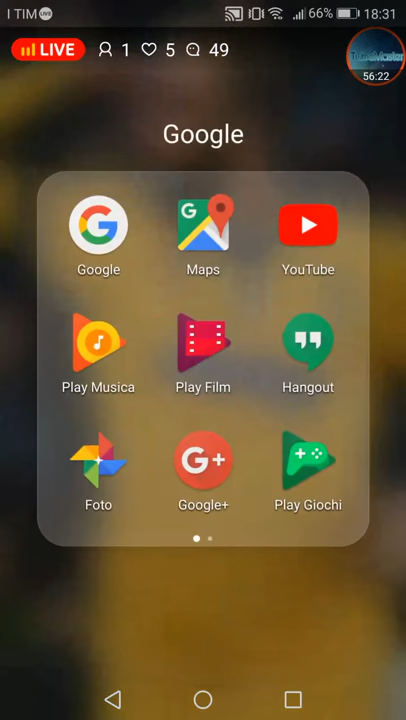 I TIM 66% 18:31
LIVE 1 5 49
56:22
Google
Google Maps YouTube
Play Musica Play Film Hangout
G+
Foto Google+ Play Giochi